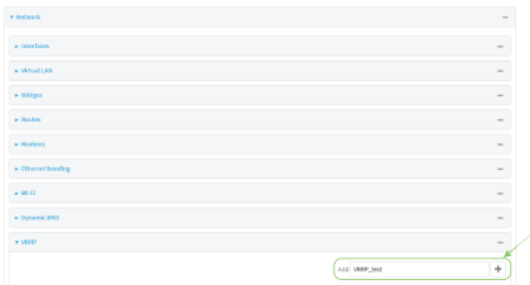 Network
Interfaces
Virtual LAN
Bridges
Routes
Modems
Ethernet bonding
Wi-Fi
Dynamic DNS
VRRP
Add VRRP_test